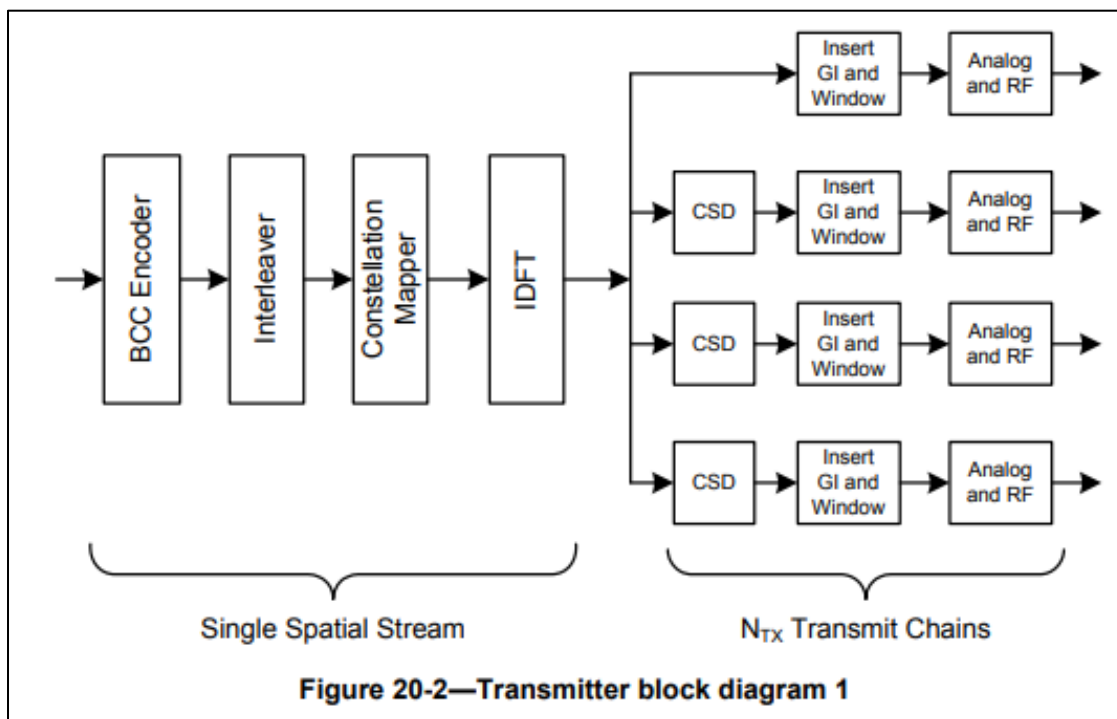 Insert
GI and
Window
Analog
and RF
BCC Encoder
Interleaver
Constellation
Mapper
IDFT
CSD
Insert
GI and
Window
Analog
and RF
CSD
Insert
GI and
Window
Analog
and RF
CSD
Insert
GI and
Window
Analog
and RF
Single Spatial Stream
N_TX Transmit Chains
Figure 20-2—Transmitter block diagram 1